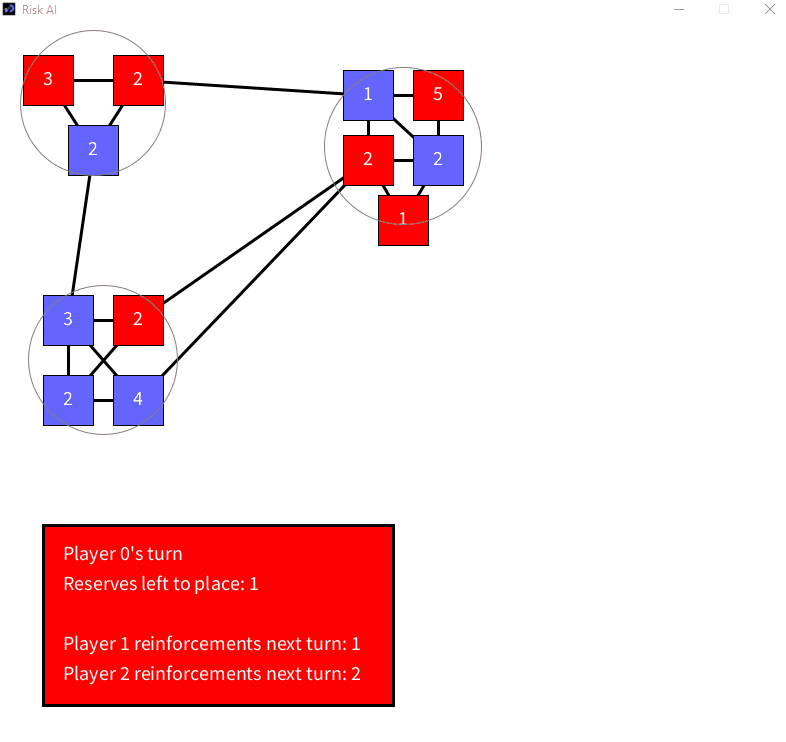 Risk AI
3 2
2
1 5
2 2
1
3 2
2 4
Player 0's turn
Reserves left to place: 1
Player 1 reinforcements next turn: 1
Player 2 reinforcements next turn: 2